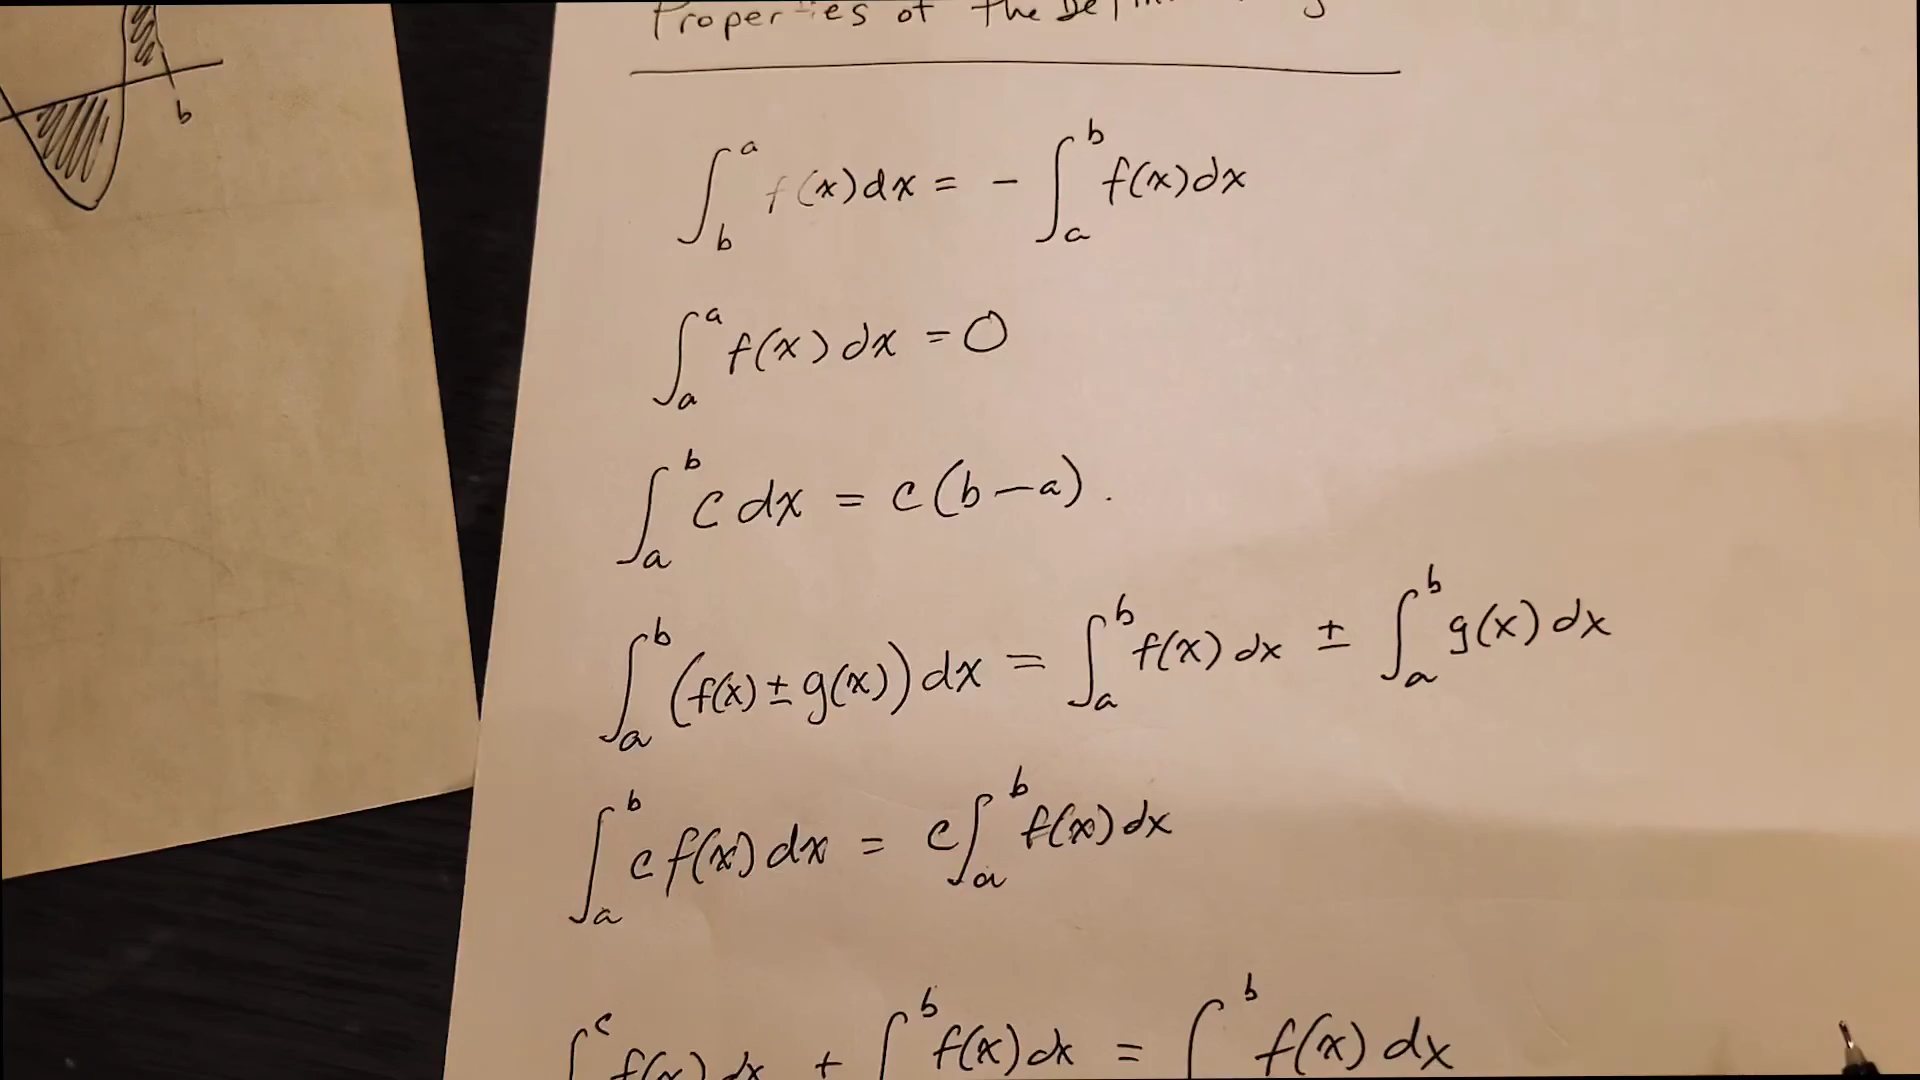 Properties of the
∫_b^a f(x)dx = - ∫_a^b f(x)dx
∫_a^a f(x)dx = 0
∫_a^b c dx = c(b-a).
∫_a^b (f(x) ± g(x))dx = ∫_a^b f(x)dx ± ∫_a^b g(x)dx
∫_a^b c f(x)dx = c∫_a^b f(x)dx
∫^c f(x)dx + ∫^b f(x)dx = ∫^b f(x)dx
b